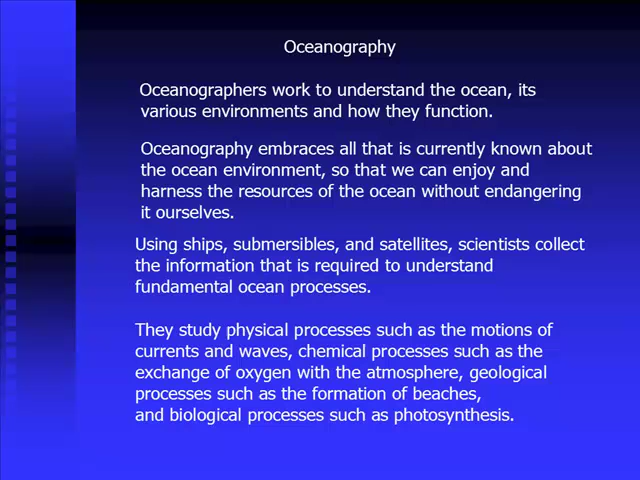 Oceanography
Oceanographers work to understand the ocean, its
various environments and how they function.
Oceanography embraces all that is currently known about
the ocean environment, so that we can enjoy and
harness the resources of the ocean without endangering
it ourselves.
Using ships, submersibles, and satellites, scientists collect
the information that is required to understand
fundamental ocean processes.
They study physical processes such as the motions of
currents and waves, chemical processes such as the
exchange of oxygen with the atmosphere, geological
processes such as the formation of beaches,
and biological processes such as photosynthesis.